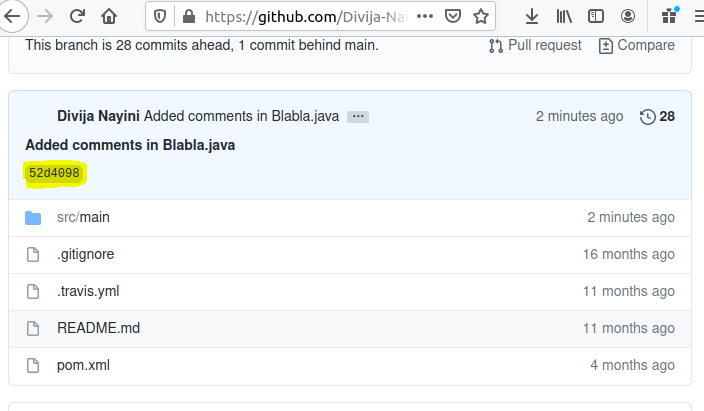 https://github.com/Divija-Na
This branch is 28 commits ahead, 1 commit behind main.
Pull request
Compare
Divija Nayini Added comments in Blabla.java
2 minutes ago
28
Added comments in Blabla.java
52d4098
src/main 2 minutes ago
.gitignore 16 months ago
.travis.yml 11 months ago
README.md 11 months ago
pom.xml 4 months ago